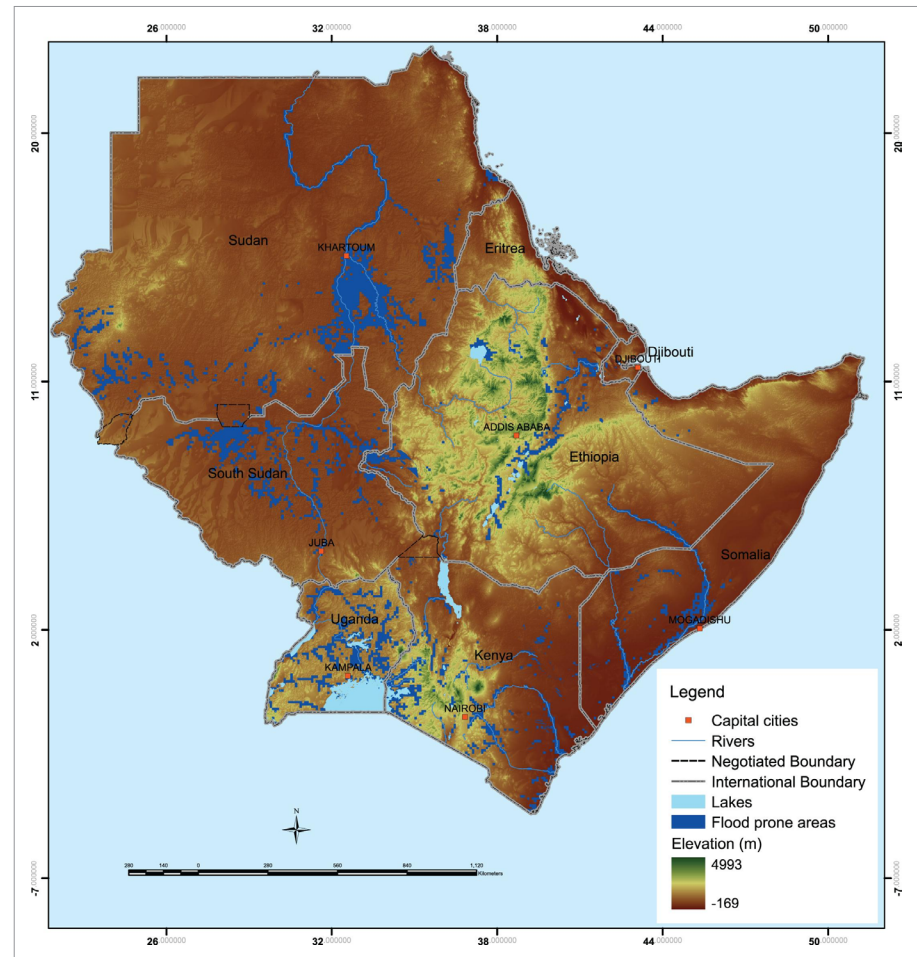 26.000000 32.000000 38.000000 44.000000 50.000000
20.000000 20.000000
Sudan
KHARTOUM
Eritrea
Djibouti
DJIBOUTI
11.000000 11.000000
ADDIS ABABA
Ethiopia
South Sudan
JUBA
Somalia
Uganda
MOGADISHU
2.000000 2.000000
Kenya
KAMPALA
NAIROBI
Legend
Capital cities
Rivers
Negotiated Boundary
International Boundary
Lakes
Flood prone areas
Elevation (m)
4993
-169
N
280 140 0 280 560 840 1,120
Kilometers
-7.000000 -7.000000
26.000000 32.000000 38.000000 44.000000 50.000000